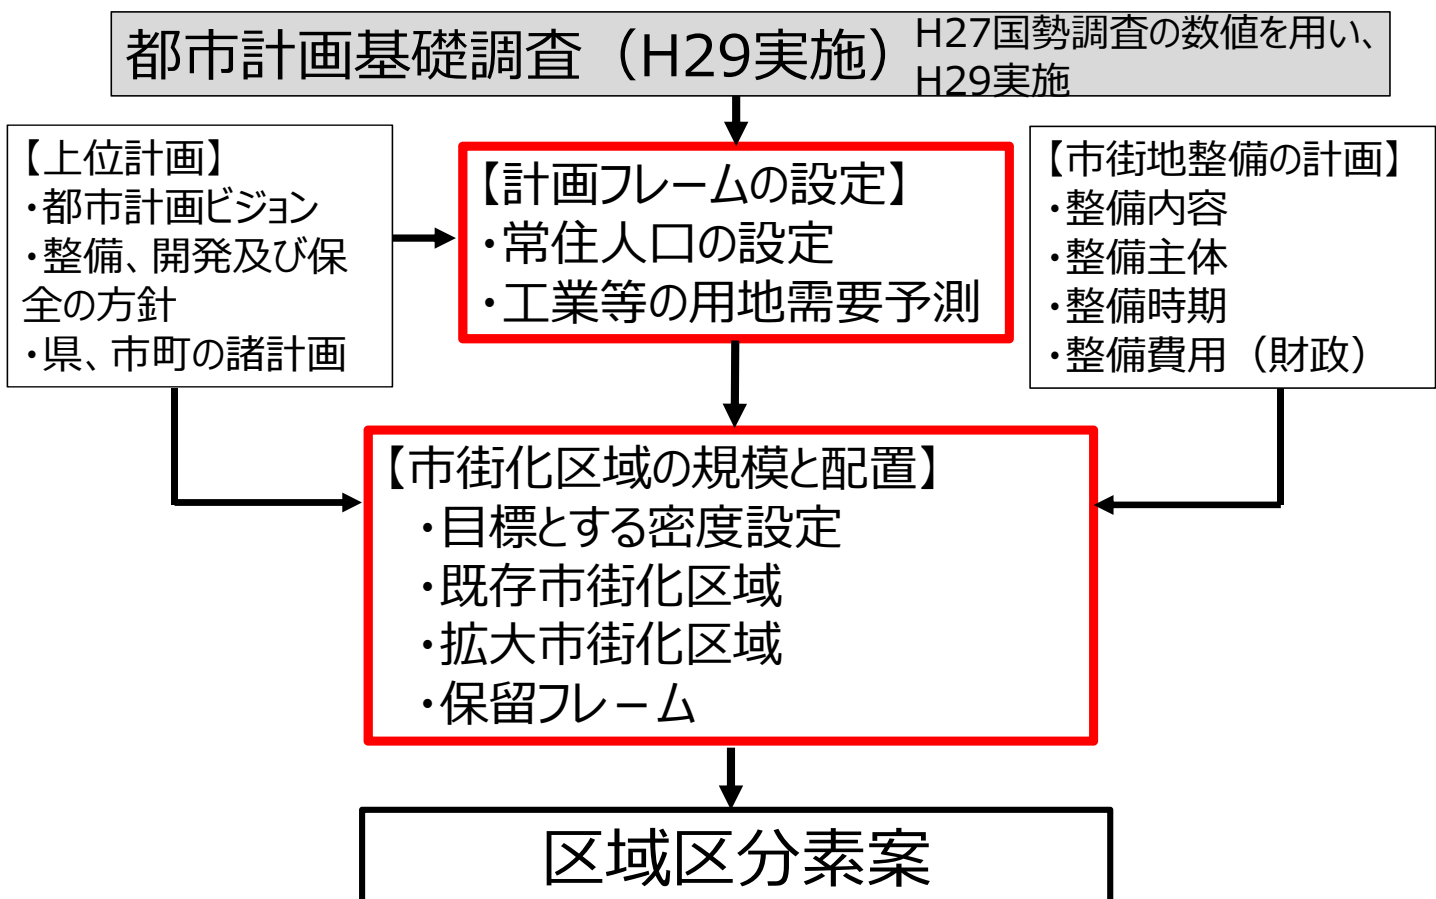 都市計画基礎調査（H29実施）
H27国勢調査の数値を用い、
H29実施
【上位計画】
・都市計画ビジョン
・整備、開発及び保
全の方針
・県、市町の諸計画
【計画フレームの設定】
・常住人口の設定
・工業等の用地需要予測
【市街地整備の計画】
・整備内容
・整備主体
・整備時期
・整備費用（財政）
【市街化区域の規模と配置】
・目標とする密度設定
・既存市街化区域
・拡大市街化区域
・保留フレーム
区域区分素案